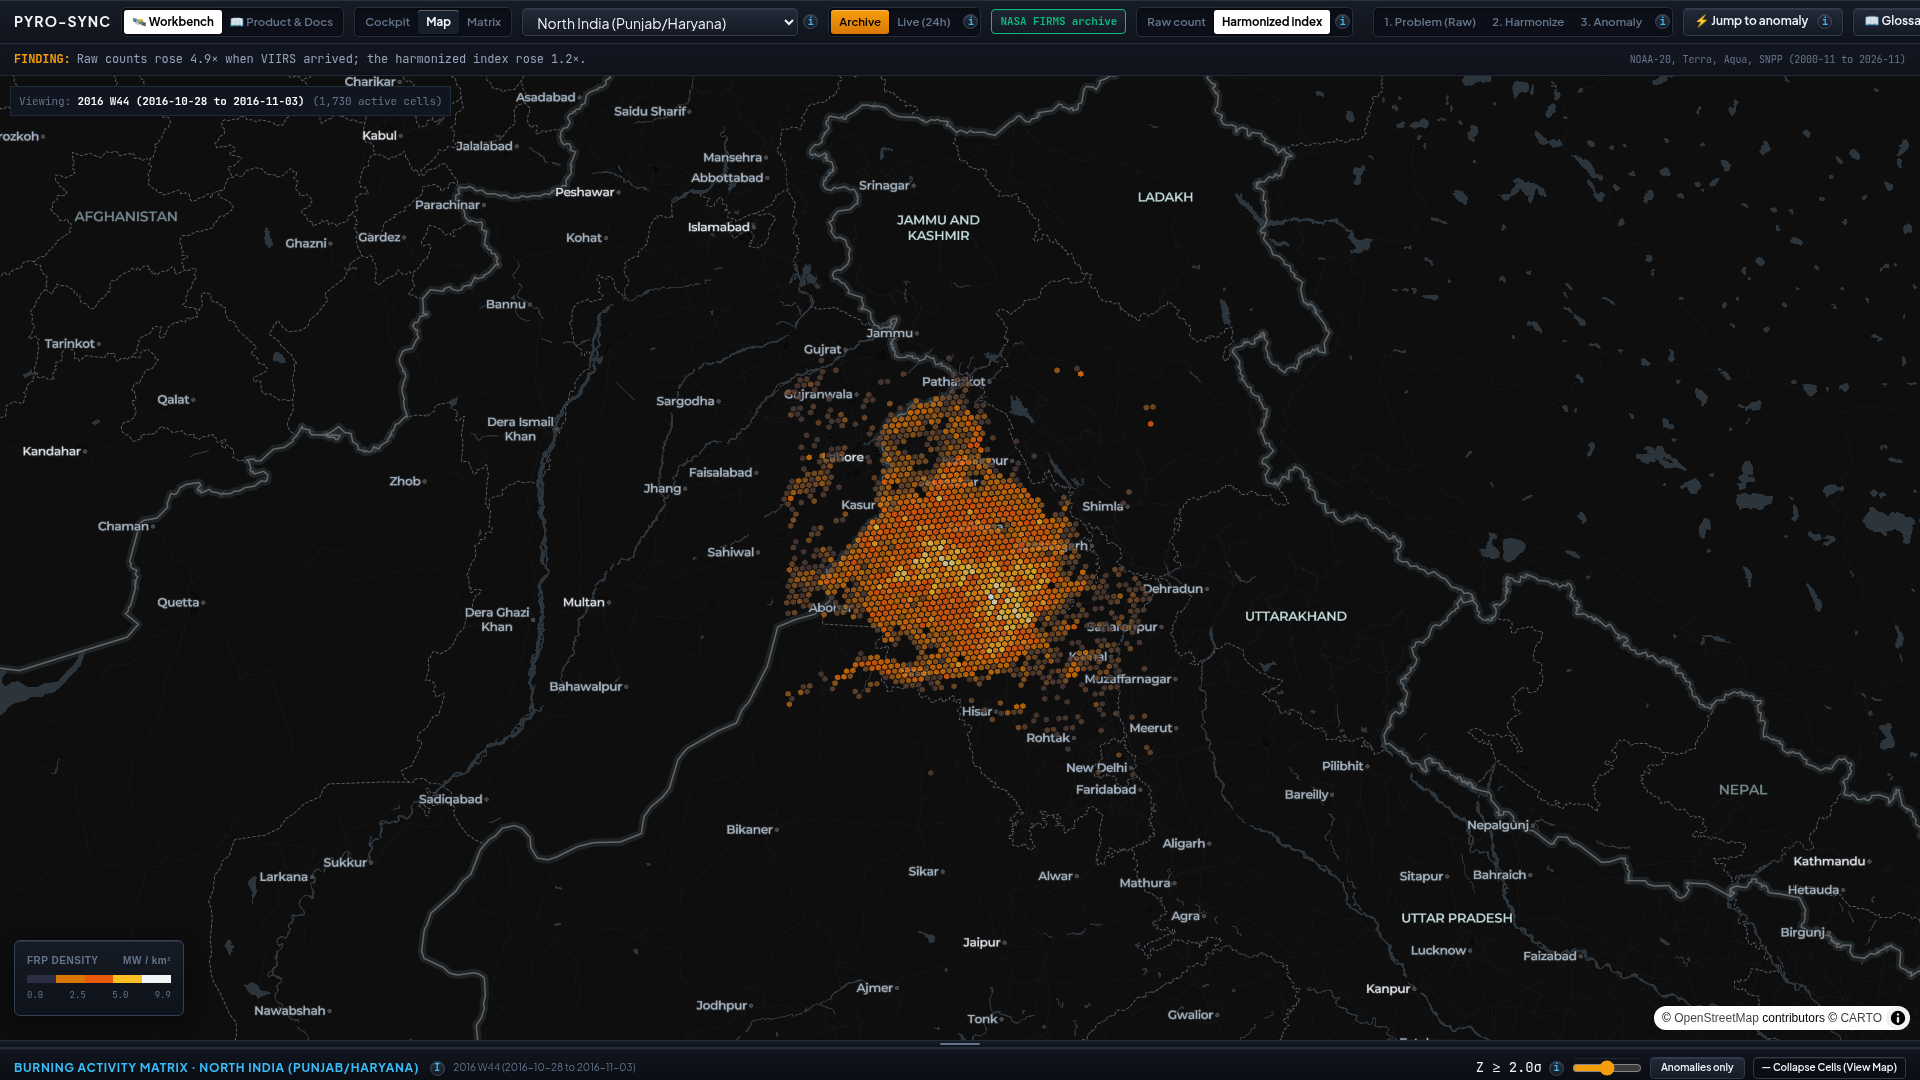 PYRO-SYNC
Workbench
Product & Docs
Cockpit
Map
Matrix
North India (Punjab/Haryana)
Archive
Live (24h)
NASA FIRMS archive
Raw count
Harmonized index
1. Problem (Raw)
2. Harmonize
3. Anomaly
⚡ Jump to anomaly
FINDING: Raw counts rose 4.9× when VIIRS arrived; the harmonized index rose 1.2×.
NOAA-20, Terra, Aqua, SNPP (2000-11 to 2026-11)
Viewing: 2016 W44 (2016-10-28 to 2016-11-03) (1,730 active cells)
Charikar
Asadabad
Saidu Sharif
Kabul
Jalalabad
Mansehra
Abbottabad
Peshawar
Srinagar
LADAKH
AFGHANISTAN
Parachinar
JAMMU AND
KASHMIR
Islamabad
Ghazni
Gardez
Kohat
Bannu
Jammu
Tarinkot
Gujrat
Qalat
Sargodha
Gujranwala
Dera Ismail
Khan
Kandahar
Faisalabad
Zhob
Jhang
Kasur
Shimla
Chaman
Sahiwal
Quetta
Multan
Dehradun
Dera Ghazi
Khan
UTTARAKHAND
Bahawalpur
Muzaffarnagar
Hisar
Rohtak
Meerut
New Delhi
Pilibhit
Faridabad
Bareilly
NEPAL
Sadiqabad
Bikaner
Nepalgunj
Aligarh
Sukkur
Larkana
Sikar
Alwar
Mathura
Sitapur
Bahraich
Kathmandu
Hetauda
Agra
UTTAR PRADESH
Birgunj
Jaipur
Lucknow
Faizabad
Ajmer
Kanpur
Jodhpur
Nawabshah
Tonk
Gwalior
FRP DENSITY MW / km²
0.0 2.5 5.0 9.9
© OpenStreetMap contributors © CARTO
BURNING ACTIVITY MATRIX · NORTH INDIA (PUNJAB/HARYANA)
2016 W44 (2016-10-28 to 2016-11-03)
Z ≥ 2.0σ
Anomalies only
— Collapse Cells (View Map)